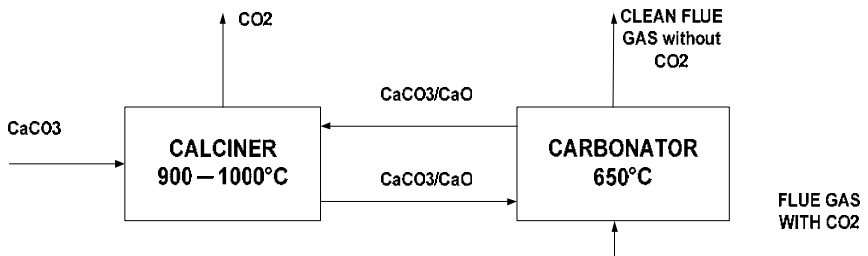 CO2
CLEAN FLUE
GAS without
CO2
CaCO3/CaO
CaCO3
CALCINER
900 – 1000°C
CARBONATOR
650°C
CaCO3/CaO
FLUE GAS
WITH CO2